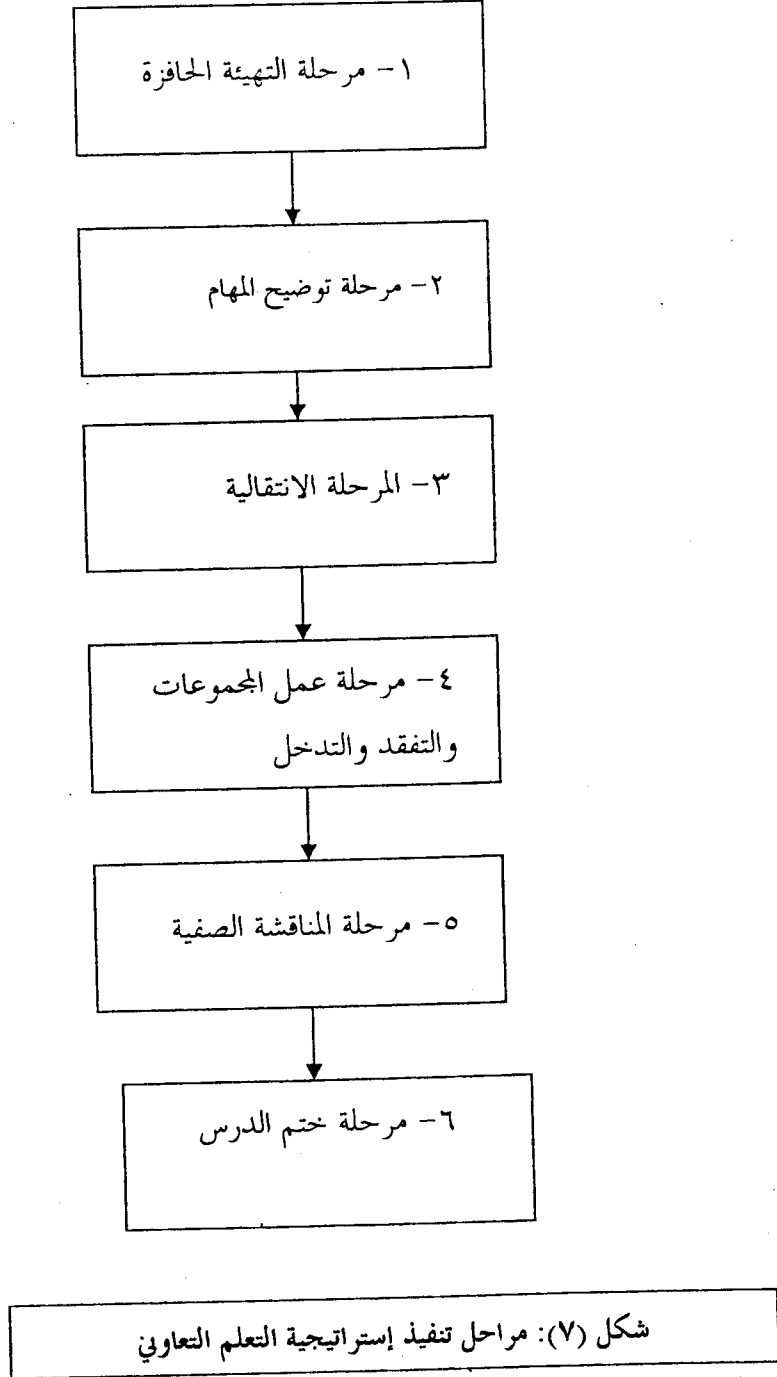 ١- مرحلة التهيئة الحافزة
٢- مرحلة توضيح المهام
٣- المرحلة الانتقالية
٤- مرحلة عمل المجموعات
والتفقد والتدخل
٥- مرحلة المناقشة الصفية
٦- مرحلة ختم الدرس
شكل (٧): مراحل تنفيذ إستراتيجية التعلم التعاوني